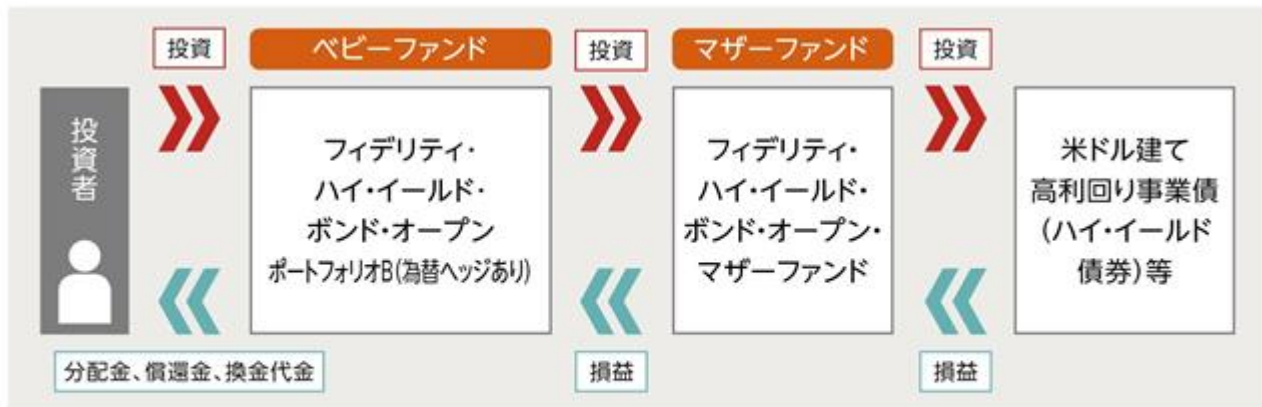 投資
ベビーファンド
投資
マザーファンド
投資
投資者
フィデリティ・
ハイ・イールド・
ボンド・オープン
ポートフォリオB(為替ヘッジあり)
フィデリティ・
ハイ・イールド・
ボンド・オープン・
マザーファンド
米ドル建て
高利回り事業債
(ハイ・イールド
債券)等
分配金、償還金、換金代金
損益
損益